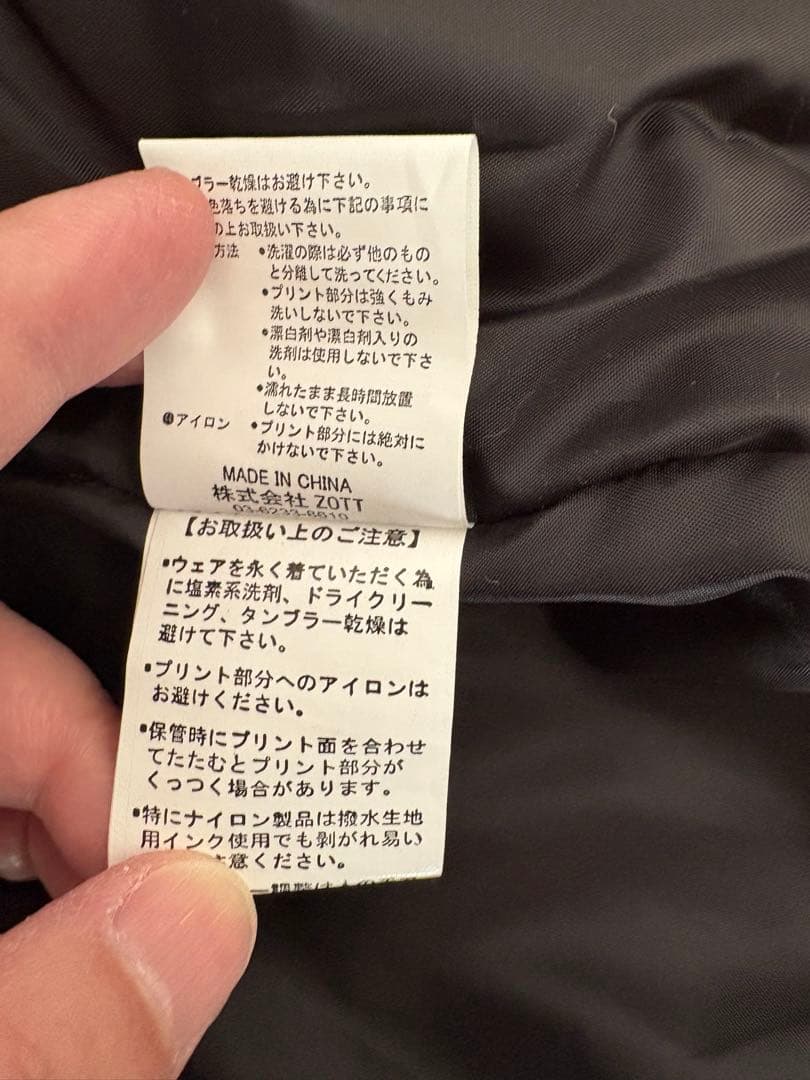 ブラー乾燥はお避け下さい。
色落ちを避ける為に下記の事項に
の上お取扱い下さい。
方法 •洗濯の際は必ず他のもの
と分離して洗ってください。
•プリント部分は強くもみ
洗いしないで下さい。
•漂白剤や漂白剤入りの
洗剤は使用しないで下さ
い。
•濡れたまま長時間放置
しないで下さい。
アイロン •プリント部分には絶対に
かけないで下さい。
MADE IN CHINA
株式会社 ZOTT
03-6233-8610
【お取扱い上のご注意】
•ウェアを永く着ていただく為
に塩素系洗剤、ドライクリー
ニング、タンブラー乾燥は
避けて下さい。
•プリント部分へのアイロンは
お避けください。
•保管時にプリント面を合わせ
てたたむとプリント部分が
くっつく場合があります。
•特にナイロン製品は撥水生地
用インク使用でも剥がれ易い
意ください。